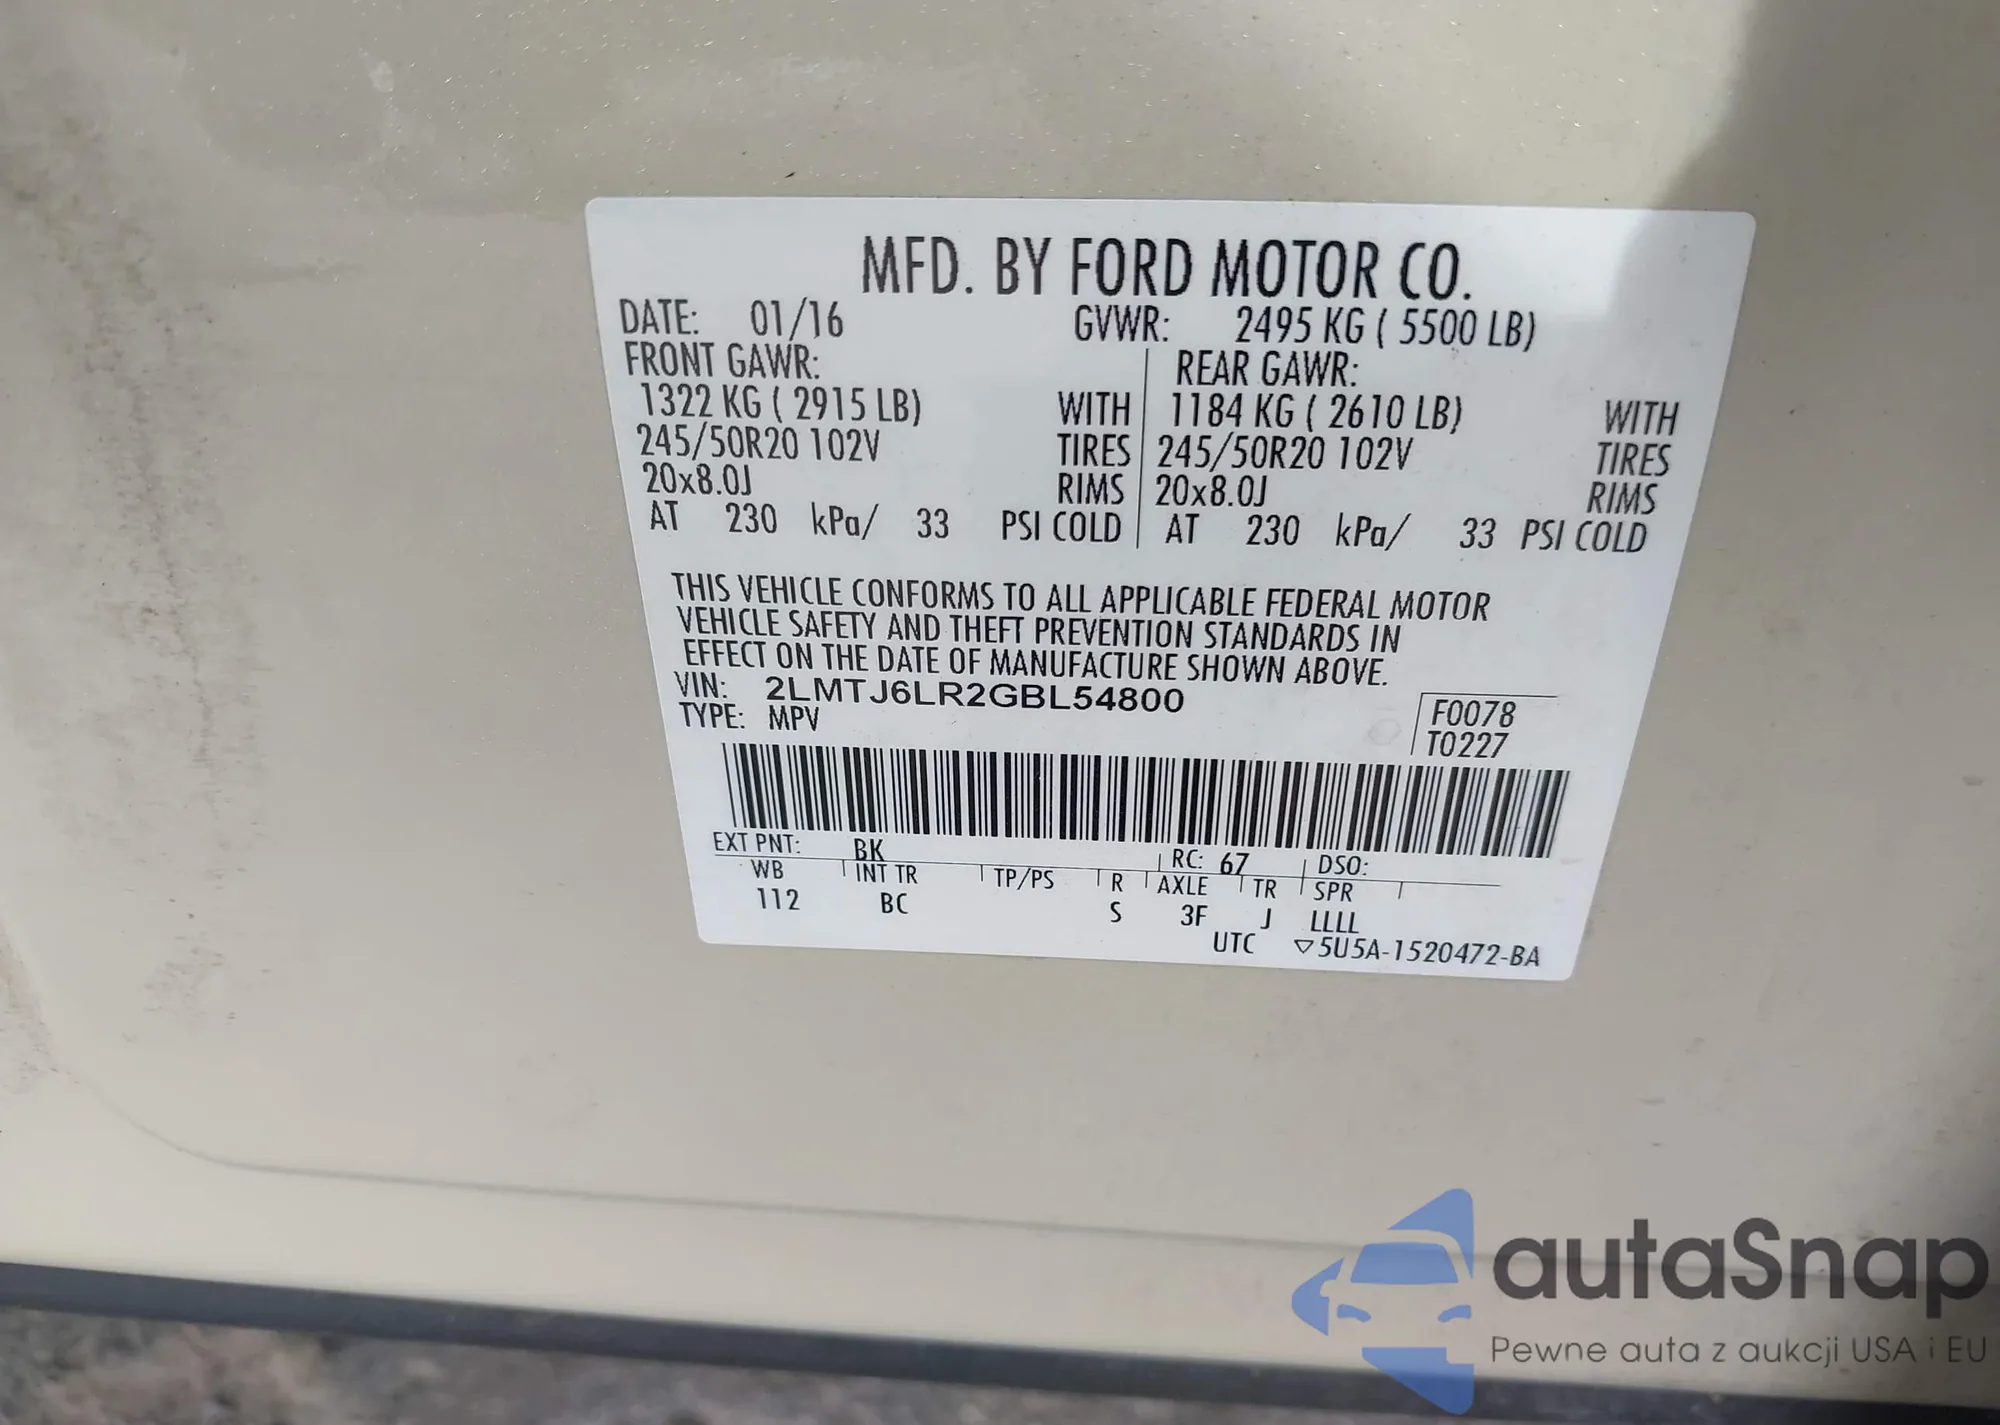 MFD. BY FORD MOTOR CO.
DATE: 01/16 GVWR: 2495 KG ( 5500 LB)
FRONT GAWR: REAR GAWR:
1322 KG ( 2915 LB) WITH 1184 KG ( 2610 LB) WITH
245/50R20 102V TIRES 245/50R20 102V TIRES
20x8.0J RIMS 20x8.0J RIMS
AT 230 kPa/ 33 PSI COLD AT 230 kPa/ 33 PSI COLD
THIS VEHICLE CONFORMS TO ALL APPLICABLE FEDERAL MOTOR
VEHICLE SAFETY AND THEFT PREVENTION STANDARDS IN
EFFECT ON THE DATE OF MANUFACTURE SHOWN ABOVE.
VIN: 2LMTJ6LR2GBL54800
TYPE: MPV
F0078
T0227
EXT PNT: BK RC: 67 DSO:
WB INT TR TP/PS R AXLE TR SPR
112 BC S 3F J LLLL
UTC ▽5U5A-1520472-BA
autaSnap
Pewne auta z aukcji USA i EU